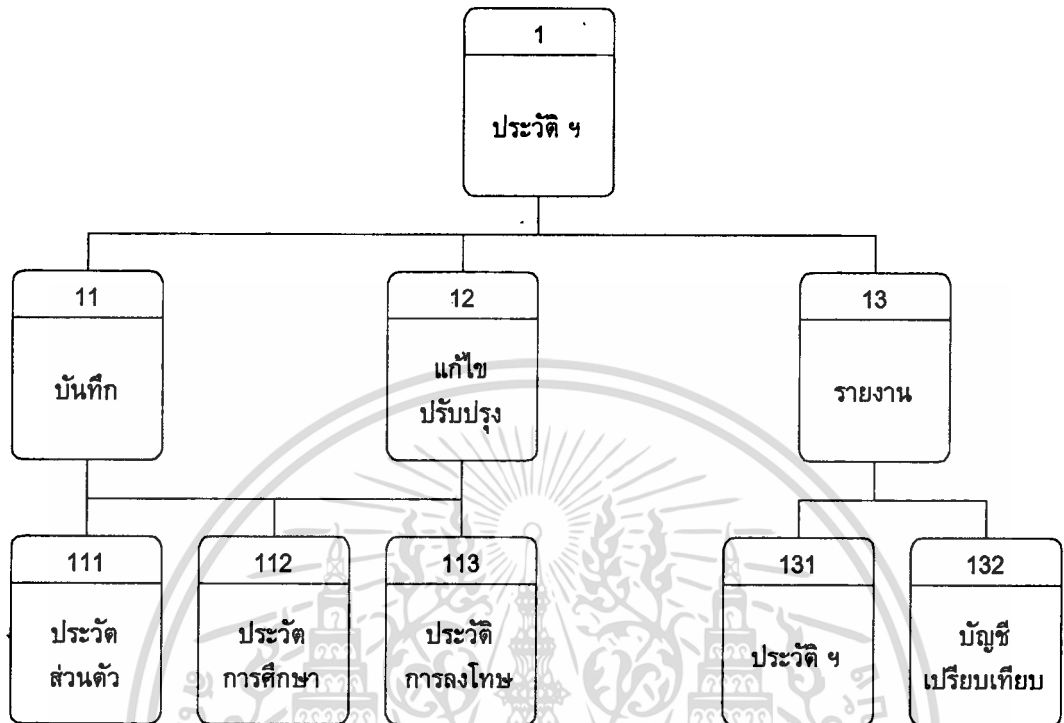 1
ประวัติ ฯ
11
บันทึก
12
แก้ไข
ปรับปรุง
13
รายงาน
111
ประวัต
ส่วนตัว
112
ประวัต
การศึกษา
113
ประวัติ
การลงโทษ
131
ประวัติ ฯ
132
บัญชี
เปรียบเทียบ